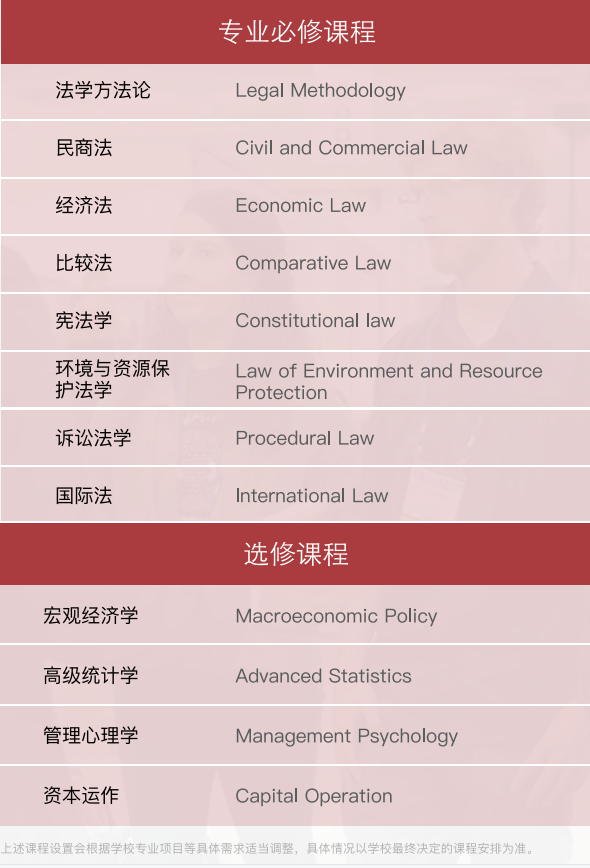 专业必修课程
法学方法论 Legal Methodology
民商法 Civil and Commercial Law
经济法 Economic Law
比较法 Comparative Law
宪法学 Constitutional law
环境与资源保
护法学
Law of Environment and Resource
Protection
诉讼法学 Procedural Law
国际法 International Law
选修课程
宏观经济学 Macroeconomic Policy
高级统计学 Advanced Statistics
管理心理学 Management Psychology
资本运作 Capital Operation
上述课程设置会根据学校专业项目等具体需求适当调整，具体情况以学校最终决定的课程安排为准。